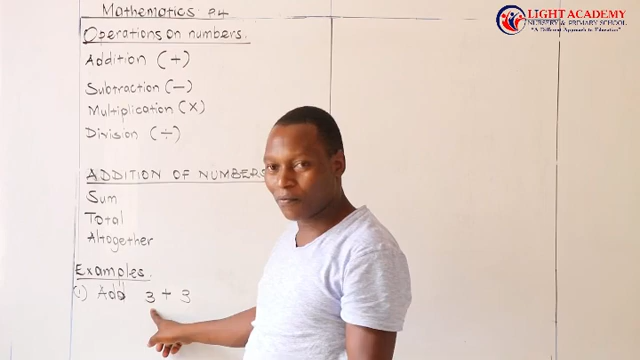 Mathematics P4
Operations on numbers.
Addition (+)
Subtraction (−)
Multiplication (×)
Division (÷)
ADDITION OF NUMBERS
Sum
Total
Altogether
Examples.
(1) Add 3 + 3
LIGHT ACADEMY
NURSERY & PRIMARY SCHOOL
"A Different Approach to Education"